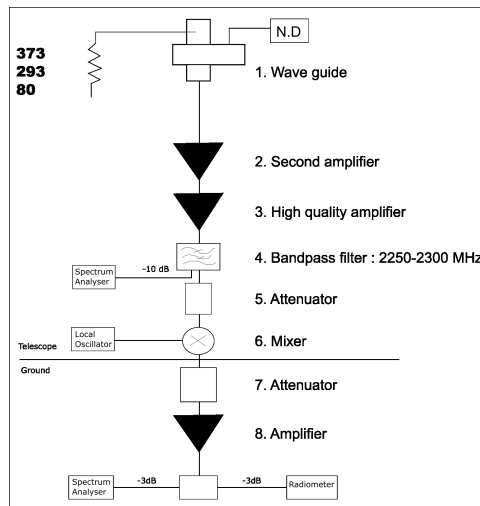 N.D
373
293
80
1. Wave guide
2. Second amplifier
3. High quality amplifier
4. Bandpass filter : 2250-2300 MHz
-10 dB
Spectrum
Analyser
5. Attenuator
Local
Oscillator
6. Mixer
Telescope
Ground
7. Attenuator
8. Amplifier
Spectrum
Analyser
-3dB
-3dB
Radiometer